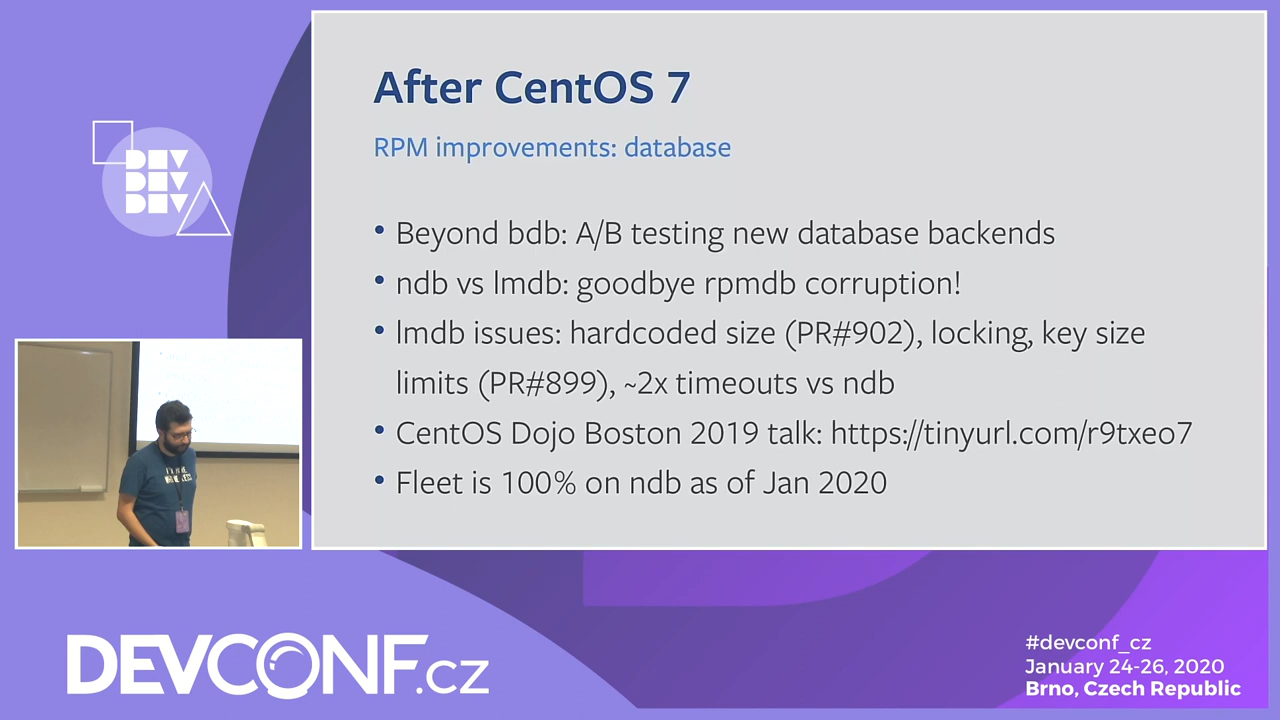 After CentOS 7
RPM improvements: database
• Beyond bdb: A/B testing new database backends
• ndb vs lmdb: goodbye rpmdb corruption!
• lmdb issues: hardcoded size (PR#902), locking, key size
limits (PR#899), ~2x timeouts vs ndb
• CentOS Dojo Boston 2019 talk: https://tinyurl.com/r9txeo7
• Fleet is 100% on ndb as of Jan 2020
DEV
DEV
DEV
DEVCONF.cz
#devconf_cz
January 24-26, 2020
Brno, Czech Republic